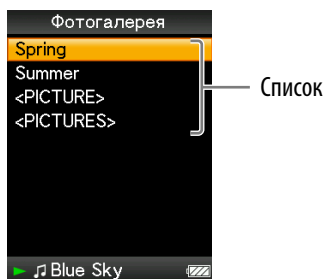 Фотогалерея
Spring
Summer
<PICTURE>
<PICTURES>
Список
Blue Sky